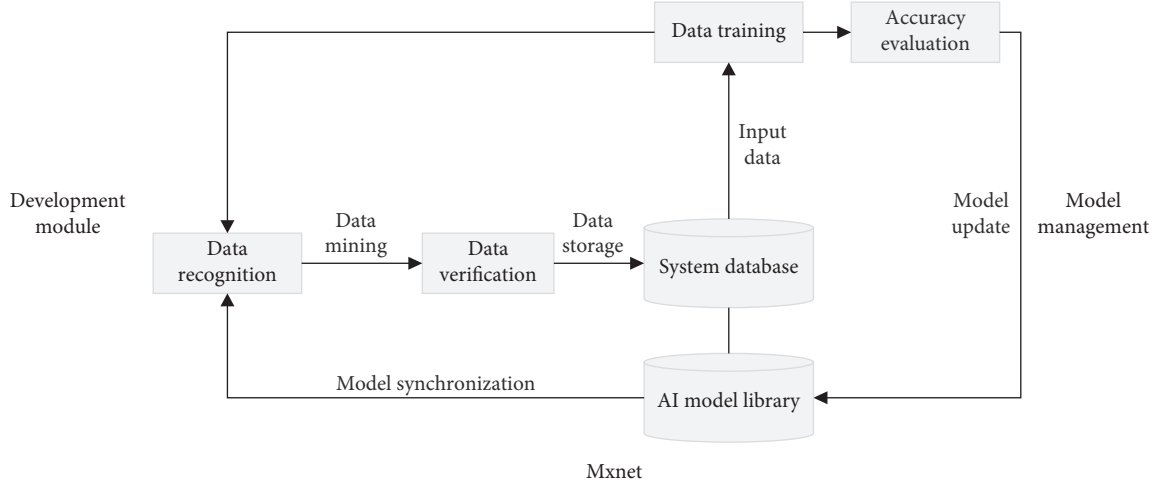 Data training
Accuracy
evaluation
Input
data
Development
module
Model
update
Model
management
Data
recognition
Data
mining
Data
verification
Data
storage
System database
Model synchronization
AI model library
Mxnet